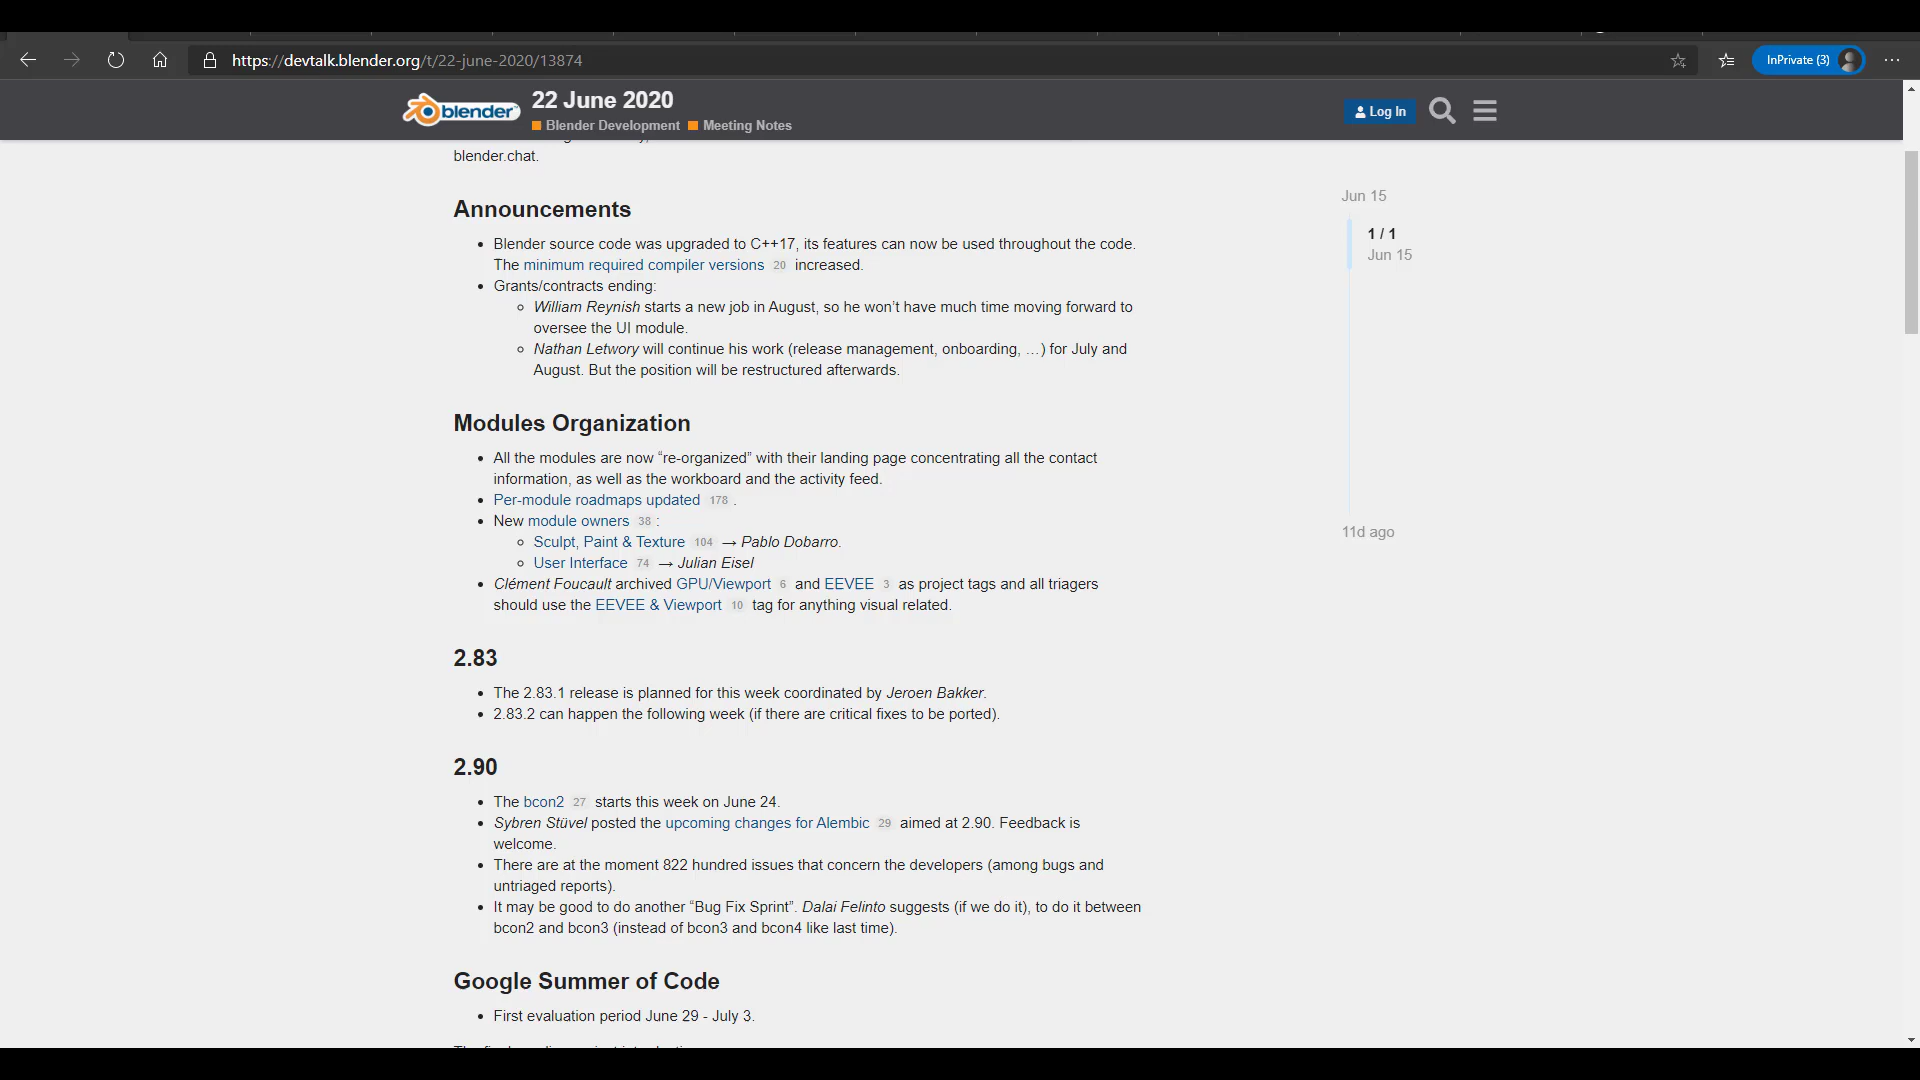 https://devtalk.blender.org/t/22-june-2020/13874
InPrivate (3)
blender
22 June 2020
Blender Development Meeting Notes
Log In
blender.chat.
Announcements
Blender source code was upgraded to C++17, its features can now be used throughout the code.
The minimum required compiler versions 20 increased.
Grants/contracts ending:
William Reynish starts a new job in August, so he won’t have much time moving forward to
oversee the UI module.
Nathan Letwory will continue his work (release management, onboarding, …) for July and
August. But the position will be restructured afterwards.
Modules Organization
All the modules are now “re-organized” with their landing page concentrating all the contact
information, as well as the workboard and the activity feed.
Per-module roadmaps updated 178 .
New module owners 38 :
Sculpt, Paint & Texture 104 → Pablo Dobarro.
User Interface 74 → Julian Eisel
Clément Foucault archived GPU/Viewport 6 and EEVEE 3 as project tags and all triagers
should use the EEVEE & Viewport 10 tag for anything visual related.
2.83
The 2.83.1 release is planned for this week coordinated by Jeroen Bakker.
2.83.2 can happen the following week (if there are critical fixes to be ported).
2.90
The bcon2 27 starts this week on June 24.
Sybren Stüvel posted the upcoming changes for Alembic 29 aimed at 2.90. Feedback is
welcome.
There are at the moment 822 hundred issues that concern the developers (among bugs and
untriaged reports).
It may be good to do another “Bug Fix Sprint”. Dalai Felinto suggests (if we do it), to do it between
bcon2 and bcon3 (instead of bcon3 and bcon4 like last time).
Google Summer of Code
First evaluation period June 29 - July 3.
Jun 15
1 / 1
Jun 15
11d ago